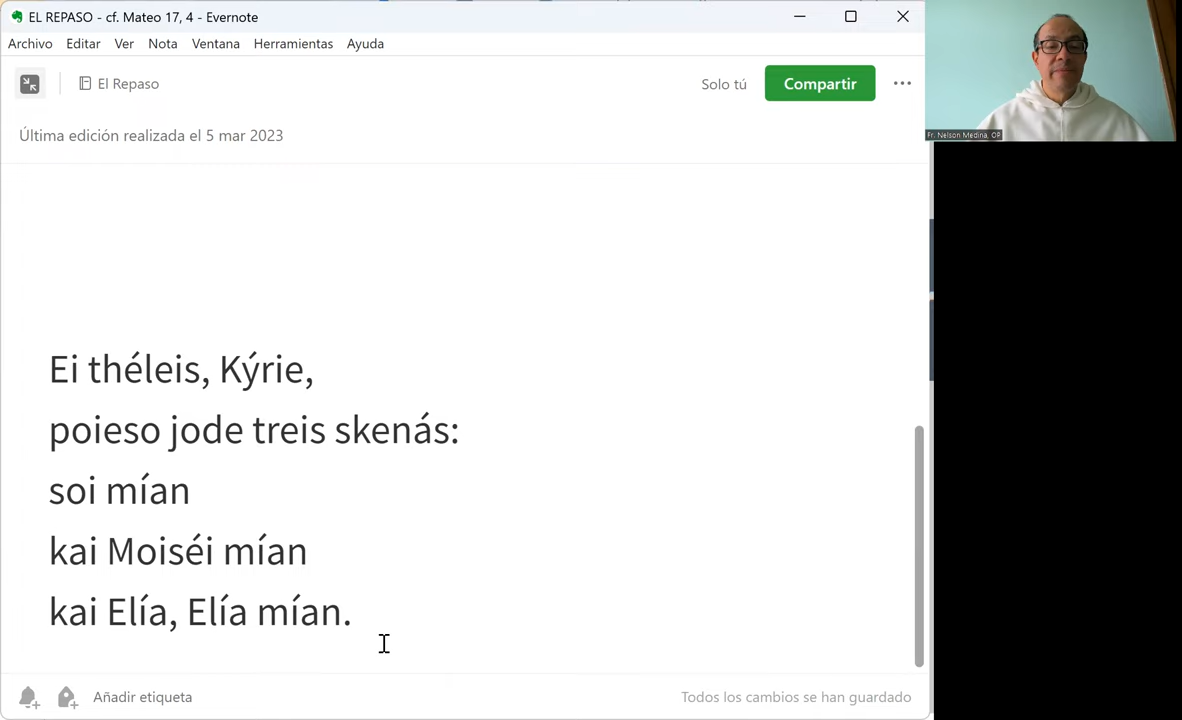 EL REPASO - cf. Mateo 17, 4 - Evernote
Archivo Editar Ver Nota Ventana Herramientas Ayuda
El Repaso
Solo tú
Compartir
Última edición realizada el 5 mar 2023
Ei théleis, Kýrie,
poieso jode treis skenás:
soi mían
kai Moiséi mían
kai Elía, Elía mían.
Añadir etiqueta
Todos los cambios se han guardado
Fr. Nelson Medina, OP